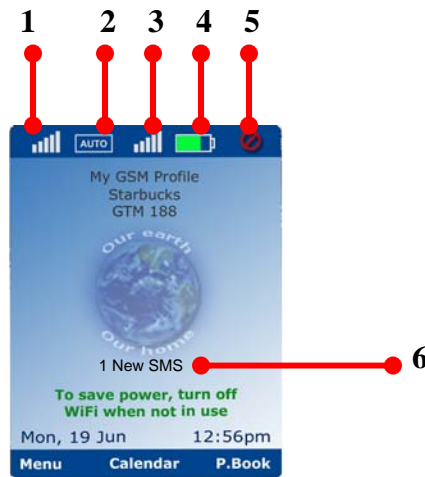 1 2 3 4 5
AUTO
My GSM Profile
Starbucks
GTM 188
Our earth
Our home
1 New SMS 6
To save power, turn off
WiFi when not in use
Mon, 19 Jun 12:56pm
Menu Calendar P.Book